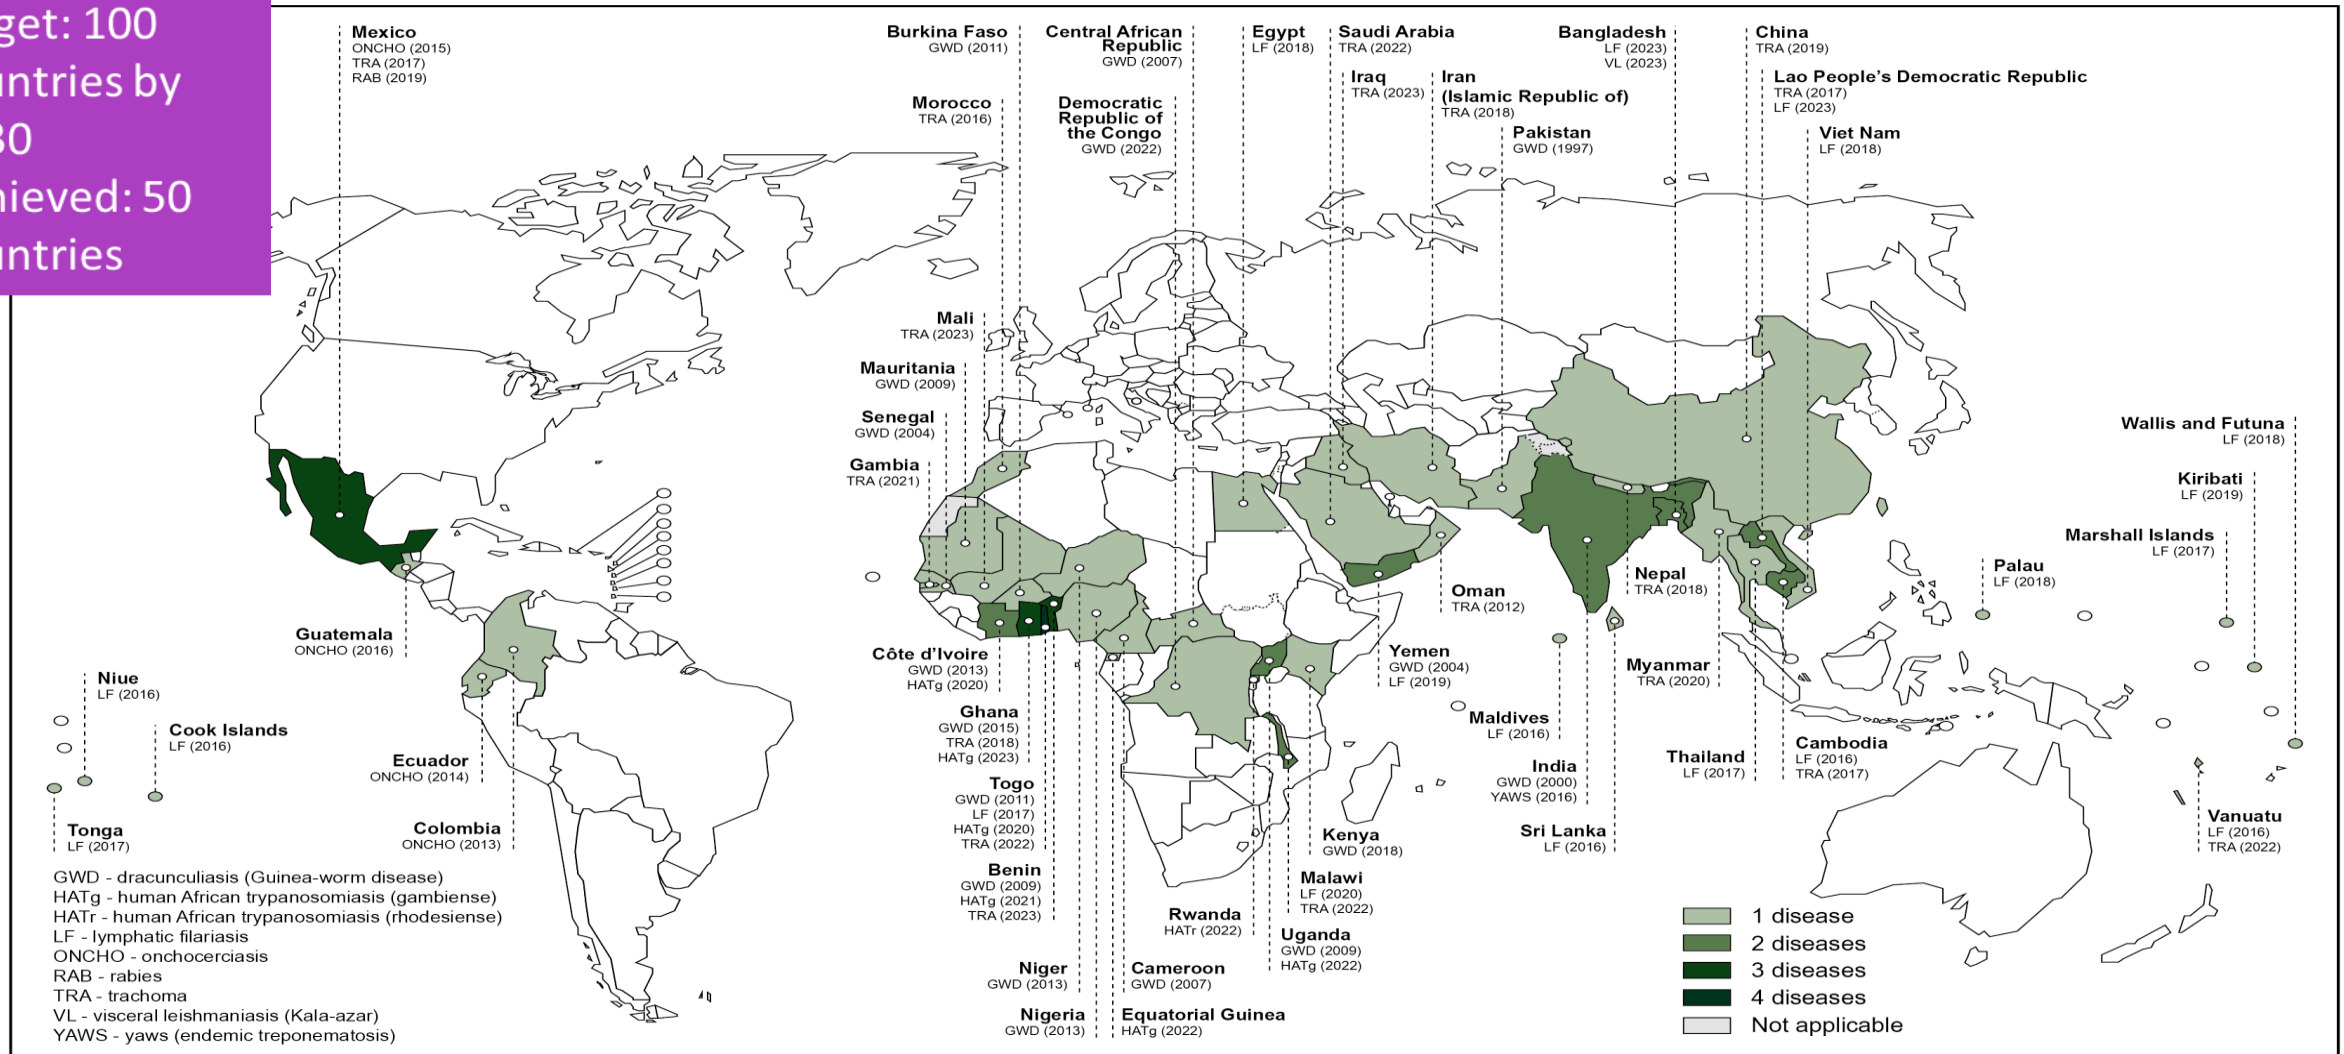 get: 100
untries by
30
hieved: 50
untries
Mexico
ONCHO (2015)
TRA (2017)
RAB (2019)
Burkina Faso
GWD (2011)
Central African
Republic
GWD (2007)
Egypt
LF (2018)
Saudi Arabia
TRA (2022)
Bangladesh
LF (2023)
VL (2023)
China
TRA (2019)
Iraq
TRA (2023)
Iran
(Islamic Republic of)
TRA (2018)
Lao People's Democratic Republic
TRA (2017)
LF (2023)
Morocco
TRA (2016)
Democratic
Republic of
the Congo
GWD (2022)
Pakistan
GWD (1997)
Viet Nam
LF (2018)
Mali
TRA (2023)
Mauritania
GWD (2009)
Senegal
GWD (2004)
Gambia
TRA (2021)
Wallis and Futuna
LF (2018)
Kiribati
LF (2019)
Marshall Islands
LF (2017)
Palau
LF (2018)
Oman
TRA (2012)
Nepal
TRA (2018)
Guatemala
ONCHO (2016)
Côte d'Ivoire
GWD (2013)
HATg (2020)
Yemen
GWD (2004)
LF (2019)
Myanmar
TRA (2020)
Niue
LF (2016)
Cook Islands
LF (2016)
Ghana
GWD (2015)
TRA (2018)
HATg (2023)
Maldives
LF (2016)
Ecuador
ONCHO (2014)
Thailand
LF (2017)
Cambodia
LF (2016)
TRA (2017)
India
GWD (2000)
YAWS (2016)
Togo
GWD (2011)
LF (2017)
HATg (2020)
TRA (2022)
Tonga
LF (2017)
Colombia
ONCHO (2013)
Kenya
GWD (2018)
Sri Lanka
LF (2016)
Vanuatu
LF (2016)
TRA (2022)
Benin
GWD (2009)
HATg (2021)
TRA (2023)
Malawi
LF (2020)
TRA (2022)
Rwanda
HATr (2022)
Uganda
GWD (2009)
HATg (2022)
Niger
GWD (2013)
Cameroon
GWD (2007)
Nigeria
GWD (2013)
Equatorial Guinea
HATg (2022)
GWD - dracunculiasis (Guinea-worm disease)
HATg - human African trypanosomiasis (gambiense)
HATr - human African trypanosomiasis (rhodesiense)
LF - lymphatic filariasis
ONCHO - onchocerciasis
RAB - rabies
TRA - trachoma
VL - visceral leishmaniasis (Kala-azar)
YAWS - yaws (endemic treponematosis)
1 disease
2 diseases
3 diseases
4 diseases
Not applicable